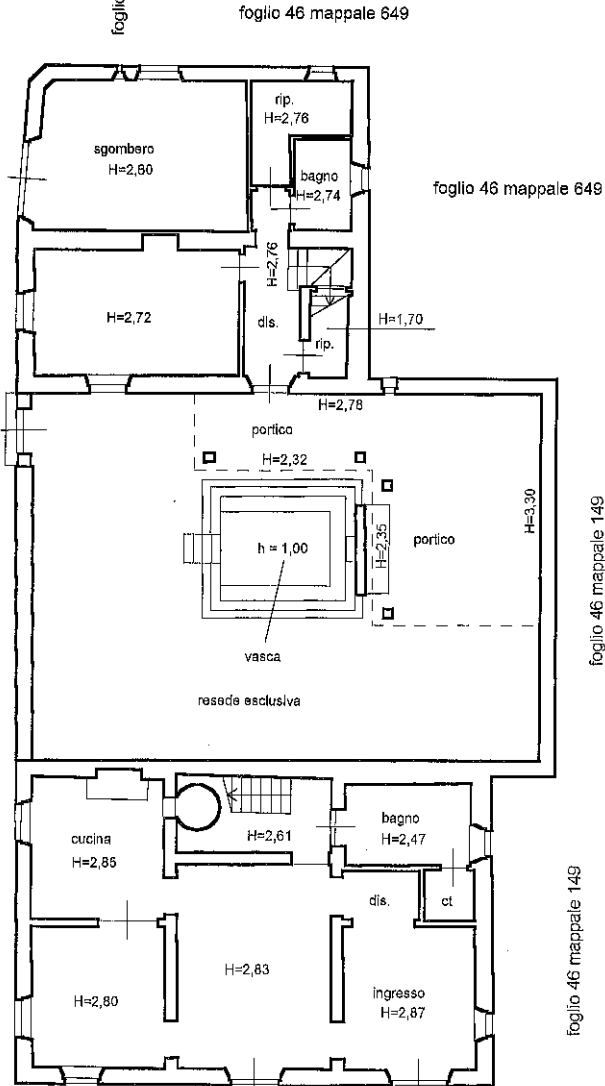 foglio
foglio 46 mappale 649
rip.
H=2,76
sgombero
H=2,80
bagno
H=2,74
foglio 46 mappale 649
H=2,76
H=2,72
dis.
rip.
H=1,70
H=2,78
portico
H=2,32
H=3,30
H=2,35
portico
h = 1,00
foglio 46 mappale 149
vasca
resede esclusiva
bagno
H=2,47
cucina
H=2,85
H=2,61
dis.
ct
H=2,83
H=2,80
ingresso
H=2,87
foglio 46 mappale 149